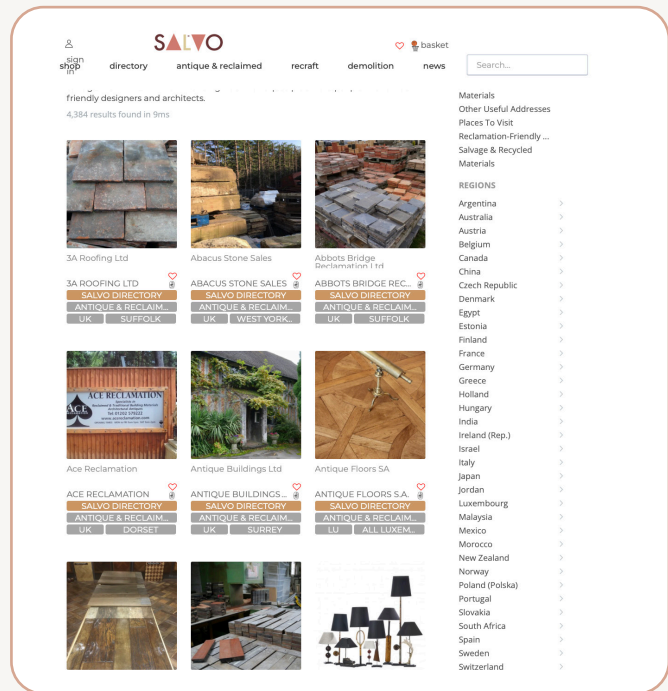 SALVO
basket
sign in
shop directory antique & reclaimed recraft demolition news
Search...
friendly designers and architects.
4,384 results found in 9ms
3A Roofing Ltd
Abacus Stone Sales
Abbots Bridge
Reclamation Ltd
3A ROOFING LTD
ABACUS STONE SALES
ABBOTS BRIDGE REC...
SALVO DIRECTORY
SALVO DIRECTORY
SALVO DIRECTORY
ANTIQUE & RECLAIM...
ANTIQUE & RECLAIM...
ANTIQUE & RECLAIM...
UK SUFFOLK
UK WEST YORK...
UK SUFFOLK
ACE RECLAMATION
ACE
Ace Reclamation
Antique Buildings Ltd
Antique Floors SA
ACE RECLAMATION
ANTIQUE BUILDINGS ...
ANTIQUE FLOORS S.A.
SALVO DIRECTORY
SALVO DIRECTORY
SALVO DIRECTORY
ANTIQUE & RECLAIM...
ANTIQUE & RECLAIM...
ANTIQUE & RECLAIM...
UK DORSET
UK SURREY
LU ALL LUXEM...
Materials
Other Useful Addresses
Places To Visit
Reclamation-Friendly ...
Salvage & Recycled
Materials
REGIONS
Argentina
Australia
Austria
Belgium
Canada
China
Czech Republic
Denmark
Egypt
Estonia
Finland
France
Germany
Greece
Holland
Hungary
India
Ireland (Rep.)
Israel
Italy
Japan
Jordan
Luxembourg
Malaysia
Mexico
Morocco
New Zealand
Norway
Poland (Polska)
Portugal
Slovakia
South Africa
Spain
Sweden
Switzerland